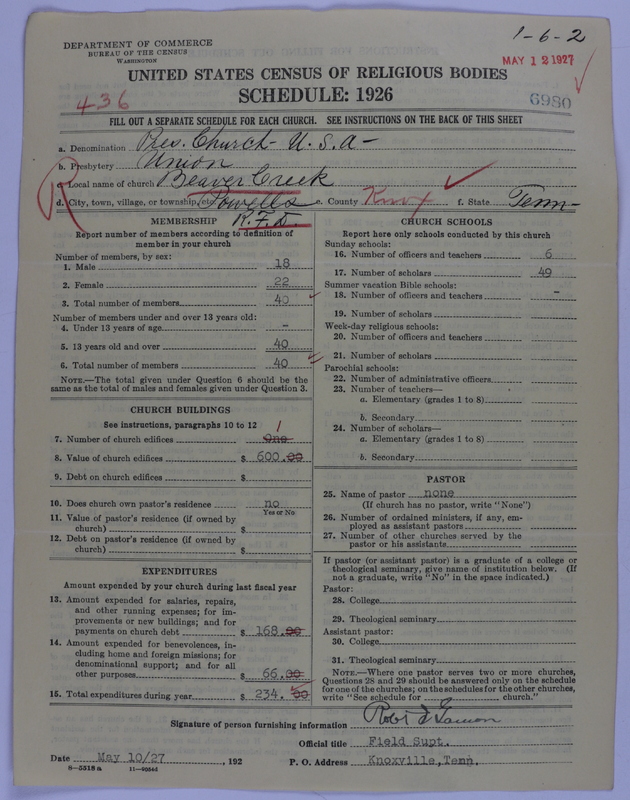 1-6-2
DEPARTMENT OF COMMERCE
BUREAU OF THE CENSUS
WASHINGTON
MAY 12 1927
UNITED STATES CENSUS OF RELIGIOUS BODIES
SCHEDULE: 1926
436
6980
FILL OUT A SEPARATE SCHEDULE FOR EACH CHURCH. SEE INSTRUCTIONS ON THE BACK OF THIS SHEET
a. Denomination Pres. Church - U.S.A-
b. Presbytery Union
c. Local name of church Beaver Creek
R
d. City, town, village, or township, etc. Powells e. County Knox f. State Tenn-
R.F.D.
MEMBERSHIP
Report number of members according to definition of
member in your church
Number of members, by sex:
1. Male 18
2. Female 22
3. Total number of members 40
Number of members under and over 13 years old:
4. Under 13 years of age -
5. 13 years old and over 40
6. Total number of members 40
NOTE.—The total given under Question 6 should be the
same as the total of males and females given under Question 3.
CHURCH BUILDINGS
See instructions, paragraphs 10 to 12 1
7. Number of church edifices One
8. Value of church edifices $ 600.00
9. Debt on church edifices $
10. Does church own pastor's residence no
Yes or No
11. Value of pastor's residence (if owned by
church) $
12. Debt on pastor's residence (if owned by
church) $
EXPENDITURES
Amount expended by your church during last fiscal year
13. Amount expended for salaries, repairs,
and other running expenses; for im-
provements or new buildings; and for
payments on church debt $ 168.00
14. Amount expended for benevolences, in-
cluding home and foreign missions; for
denominational support; and for all
other purposes $ 66.00
15. Total expenditures during year $ 234.00
CHURCH SCHOOLS
Report here only schools conducted by this church
Sunday schools:
16. Number of officers and teachers 6
17. Number of scholars 49
Summer vacation Bible schools:
18. Number of officers and teachers -
19. Number of scholars
Week-day religious schools:
20. Number of officers and teachers
21. Number of scholars
Parochial schools:
22. Number of administrative officers
23. Number of teachers—
a. Elementary (grades 1 to 8)
b. Secondary
24. Number of scholars—
a. Elementary (grades 1 to 8)
b. Secondary
PASTOR
25. Name of pastor none
(If church has no pastor, write "None")
26. Number of ordained ministers, if any, em-
ployed as assistant pastors
27. Number of other churches served by the
pastor or his assistants
If pastor (or assistant pastor) is a graduate of a college or
theological seminary, give name of institution below. (If
not a graduate, write "No" in the space indicated.)
Pastor:
28. College
29. Theological seminary
Assistant pastor:
30. College
31. Theological seminary
NOTE.—Where one pastor serves two or more churches,
Questions 28 and 29 should be answered only on the schedule
for one of the churches; on the schedules for the other churches,
write "See schedule for church."
Signature of person furnishing information Robt I Gamon
Official title Field Supt.
Date May 10/27, 192 P. O. Address Knoxville, Tenn.
8—5518 a 11—9054d